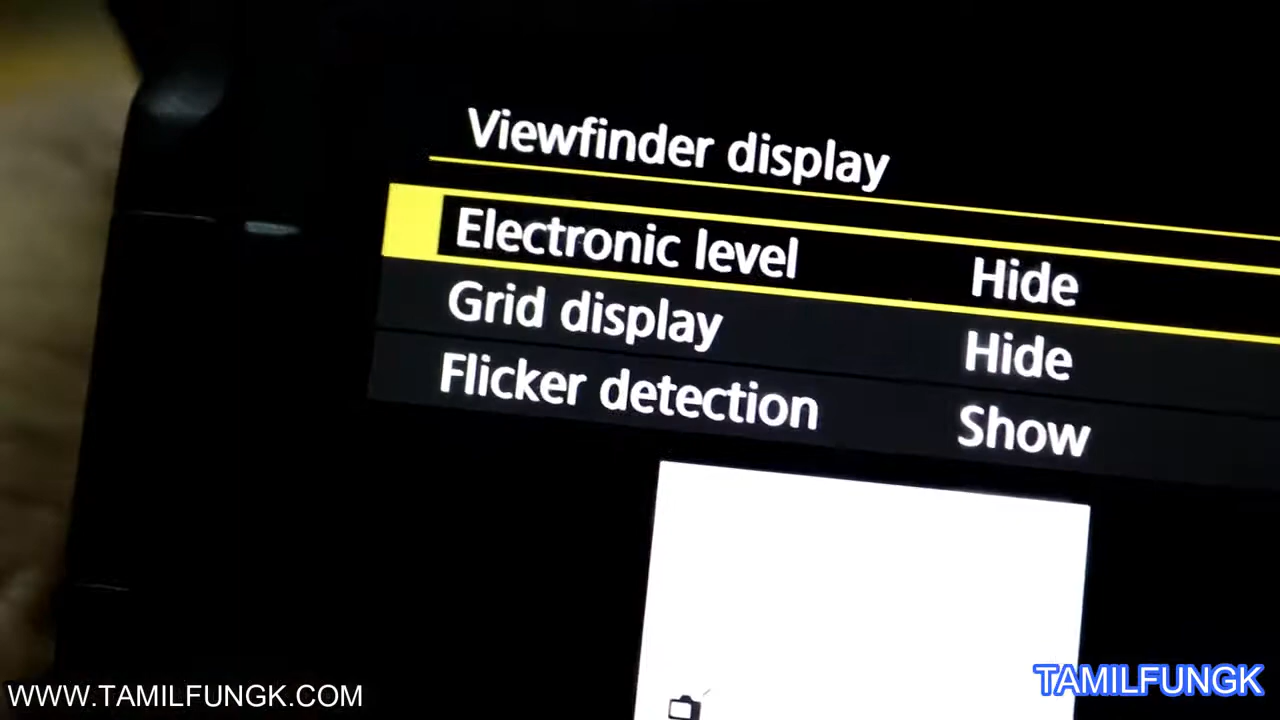 Viewfinder display
Electronic level Hide
Grid display Hide
Flicker detection Show
WWW.TAMILFUNGK.COM
TAMILFUNGK